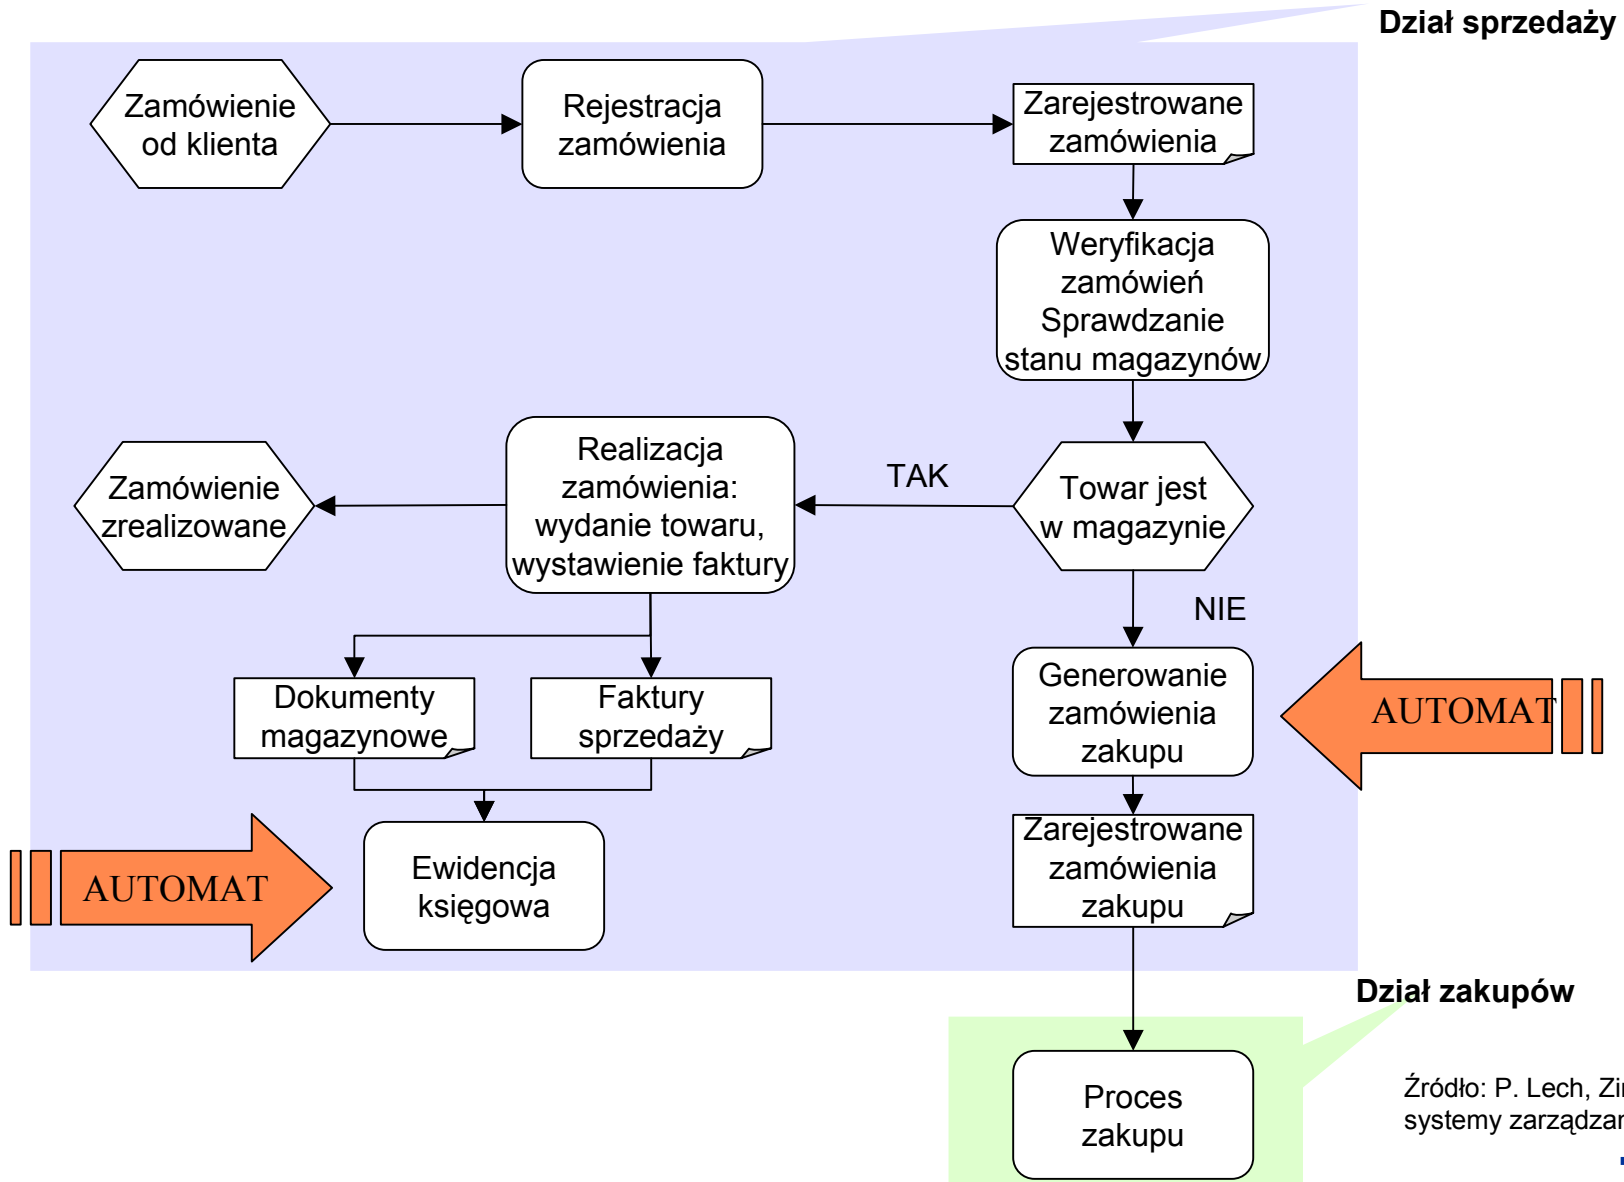 Dział sprzedaży
Zamówienie
od klienta
Rejestracja
zamówienia
Zarejestrowane
zamówienia
Weryfikacja
zamówień
Sprawdzanie
stanu magazynów
Zamówienie
zrealizowane
Realizacja
zamówienia:
wydanie towaru,
wystawienie faktury
TAK
Towar jest
w magazynie
NIE
Dokumenty
magazynowe
Faktury
sprzedaży
Generowanie
zamówienia
zakupu
AUTOMAT
AUTOMAT
Ewidencja
księgowa
Zarejestrowane
zamówienia
zakupu
Dział zakupów
Proces
zakupu
Źródło: P. Lech,
systemy